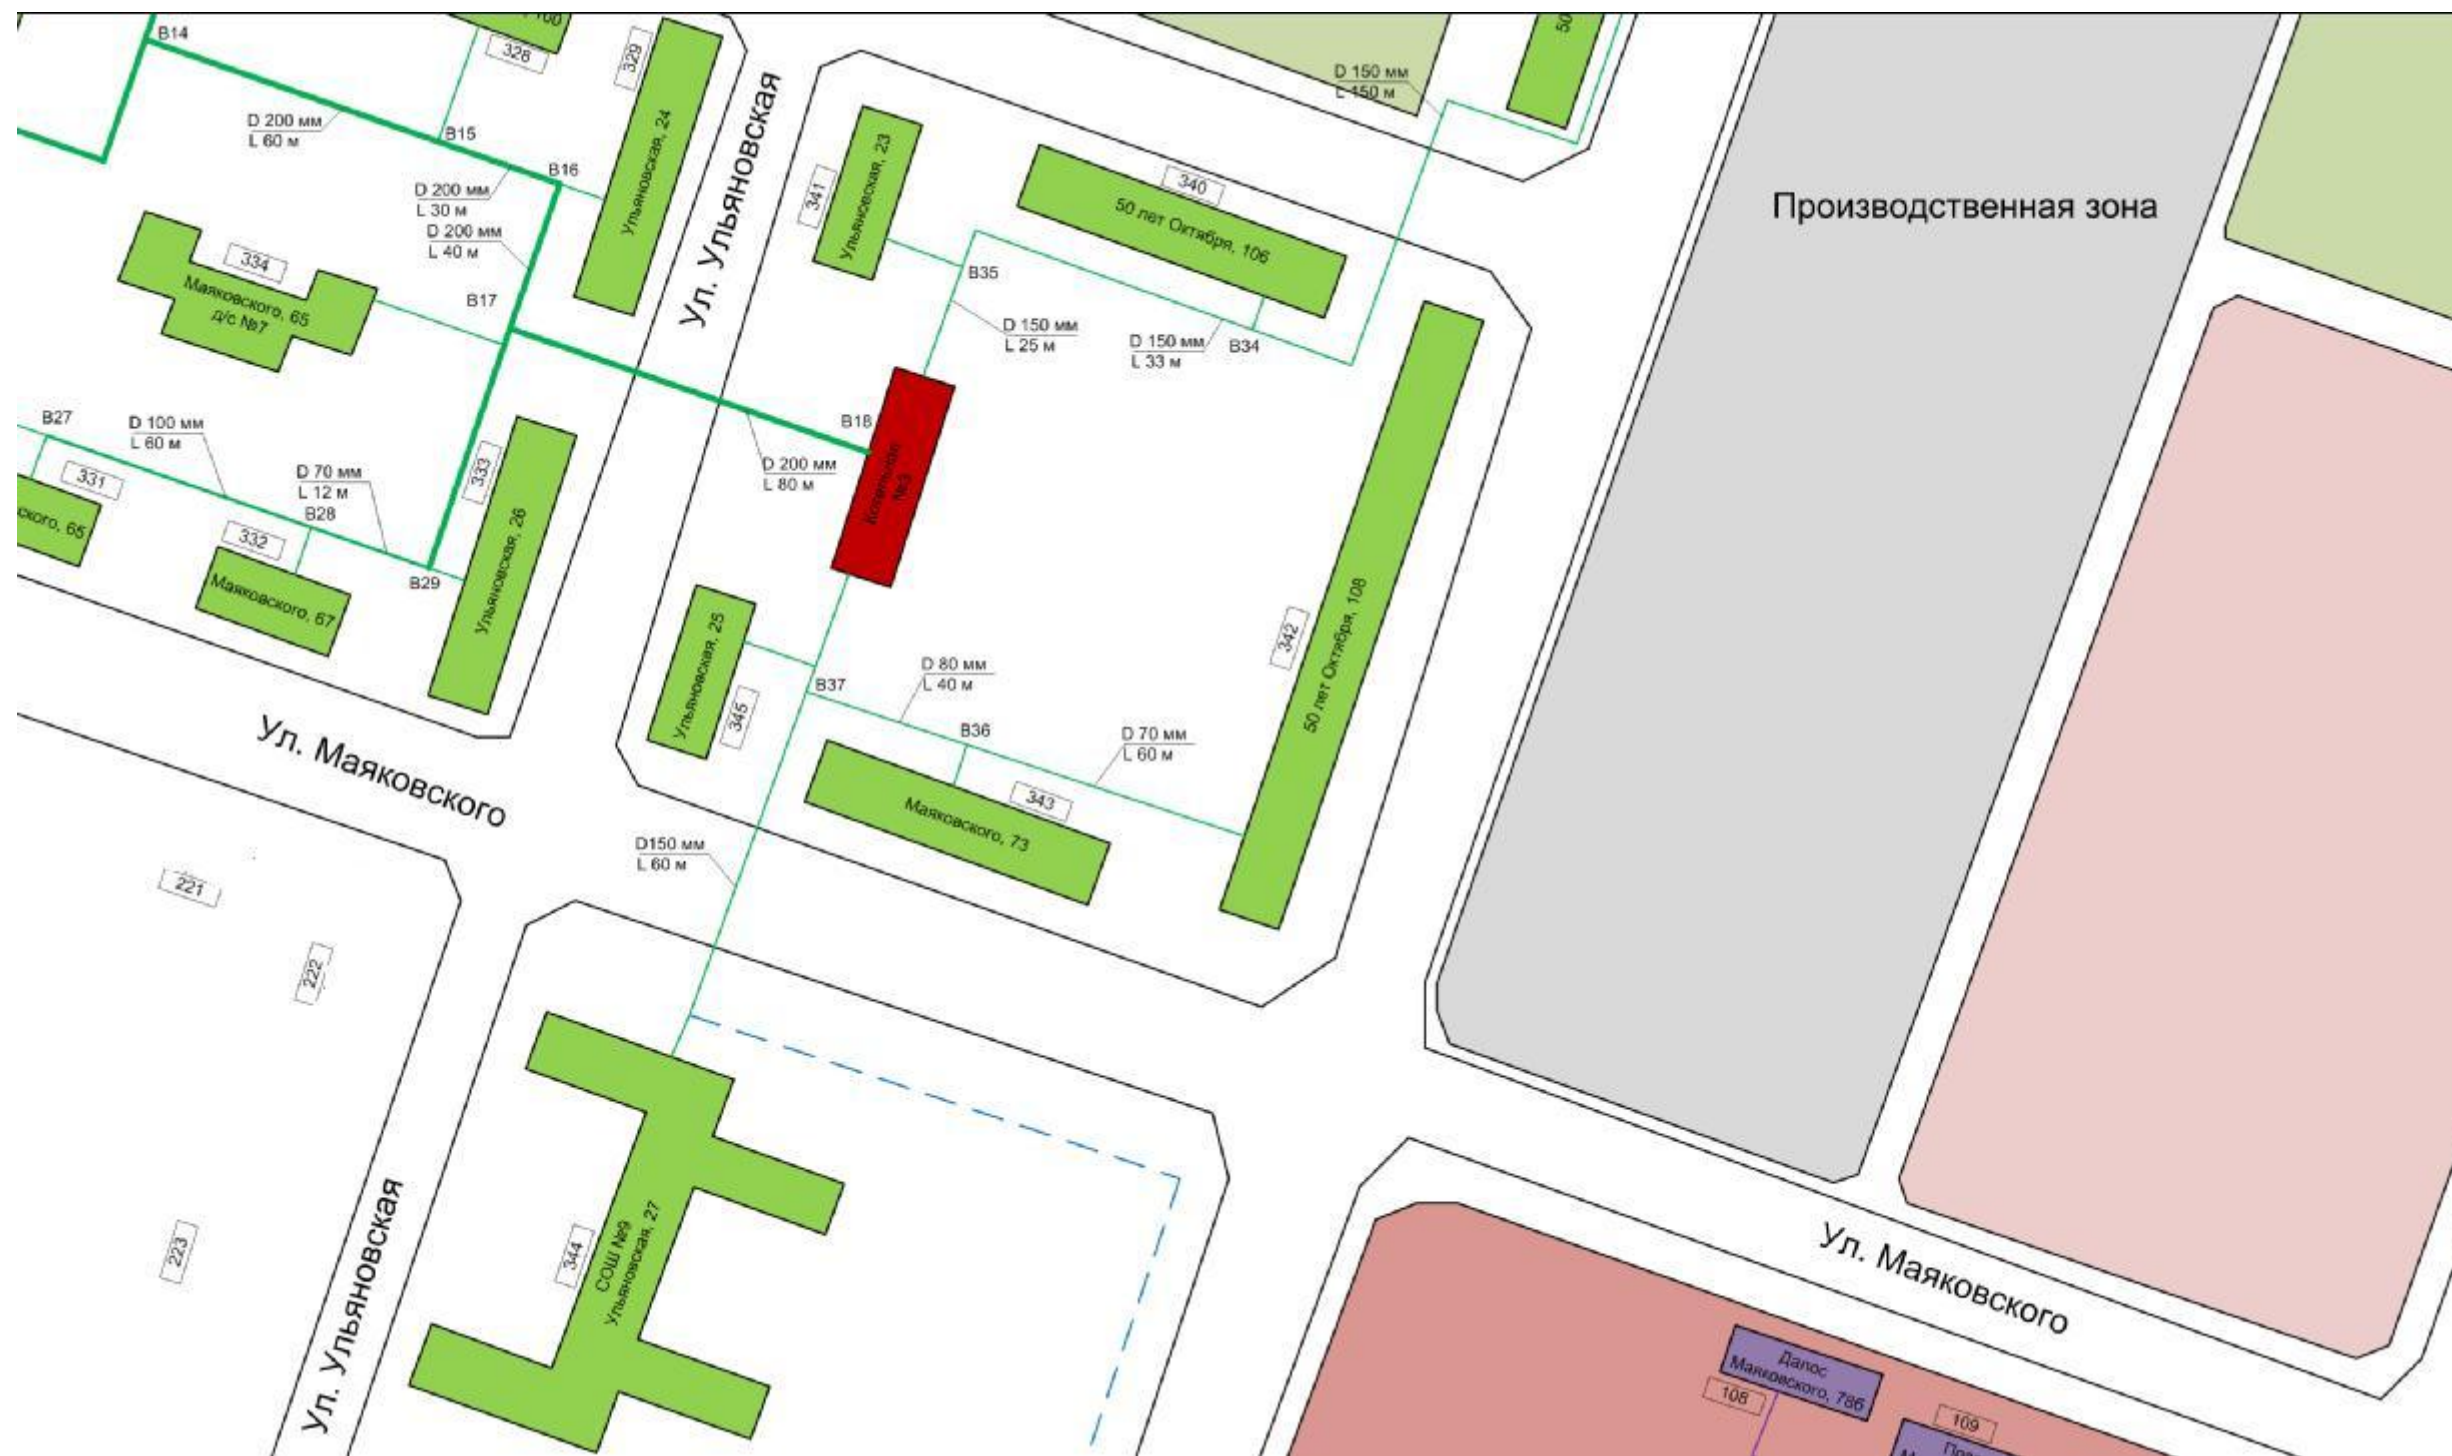 B14
100
328
329
Ульяновская, 24
Ул. Ульяновская
D 200 мм
L 60 м
B15
B16
D 200 мм
L 30 м
D 200 мм
L 40 м
334
Маяковского, 65
д/с №7
B17
341
Ульяновская, 23
340
50 лет Октября, 106
D 150 мм
L 150 м
50
Производственная зона
B35
D 150 мм
L 25 м
D 150 мм
L 33 м
B34
B18
D 200 мм
L 80 м
Котельная
№3
B27
D 100 мм
L 60 м
331
ского, 65
D 70 мм
L 12 м
B28
332
Маяковского, 67
333
B29
Ульяновская, 26
Ульяновская, 25
345
B37
D 80 мм
L 40 м
B36
D 70 мм
L 60 м
342
50 лет Октября, 108
343
Маяковского, 73
Ул. Маяковского
D150 мм
L 60 м
221
222
223
344
СОШ №9
Ульяновская, 27
Ул. Ульяновская
Ул. Маяковского
Далос
Маяковского, 78б
108
109